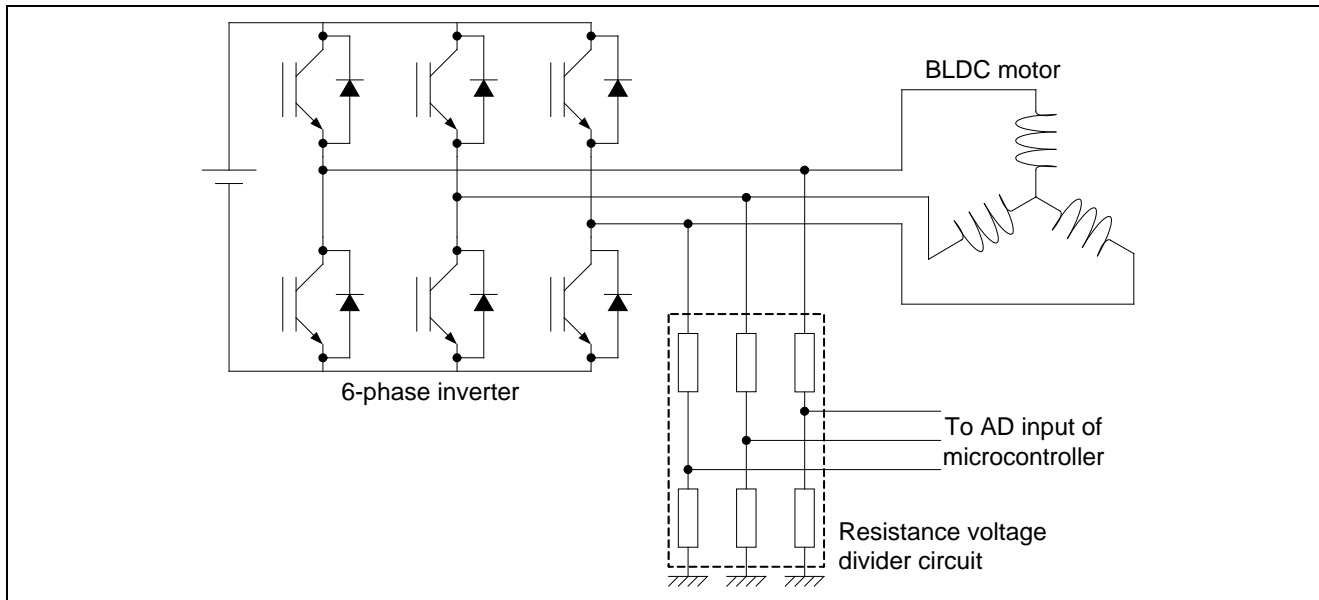 BLDC motor
6-phase inverter
To AD input of
microcontroller
Resistance voltage
divider circuit